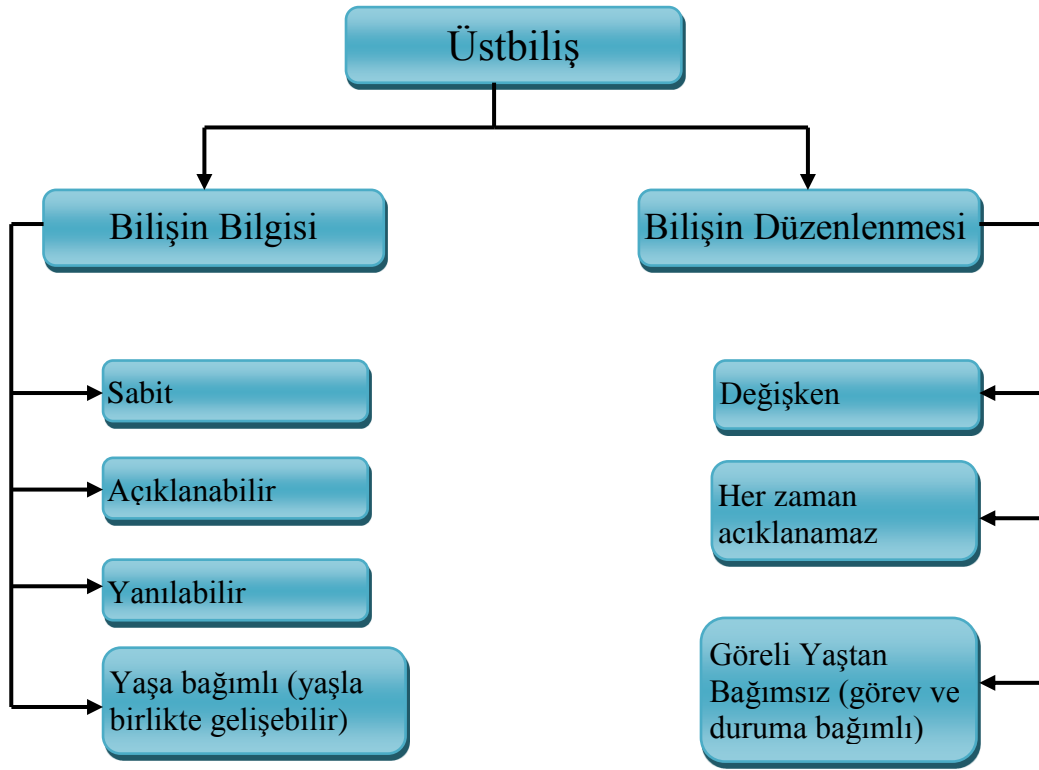 Üstbiliş
Bilişin Bilgisi
Bilişin Düzenlenmesi
Sabit
Açıklanabilir
Yanılabilir
Yaşa bağımlı (yaşla
birlikte gelişebilir)
Değişken
Her zaman
acıklanamaz
Göreli Yaştan
Bağımsız (görev ve
duruma bağımlı)